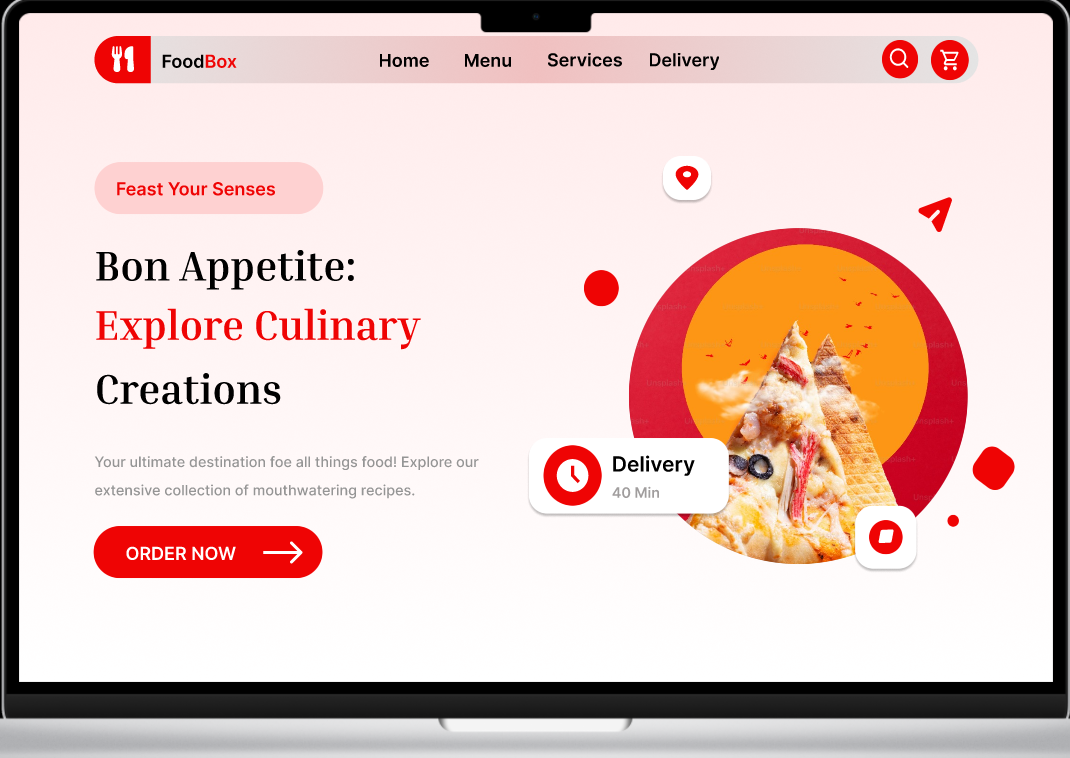 FoodBox
Home Menu Services Delivery
Feast Your Senses
Bon Appetite:
Explore Culinary
Creations
Your ultimate destination foe all things food! Explore our
extensive collection of mouthwatering recipes.
ORDER NOW
Delivery
40 Min